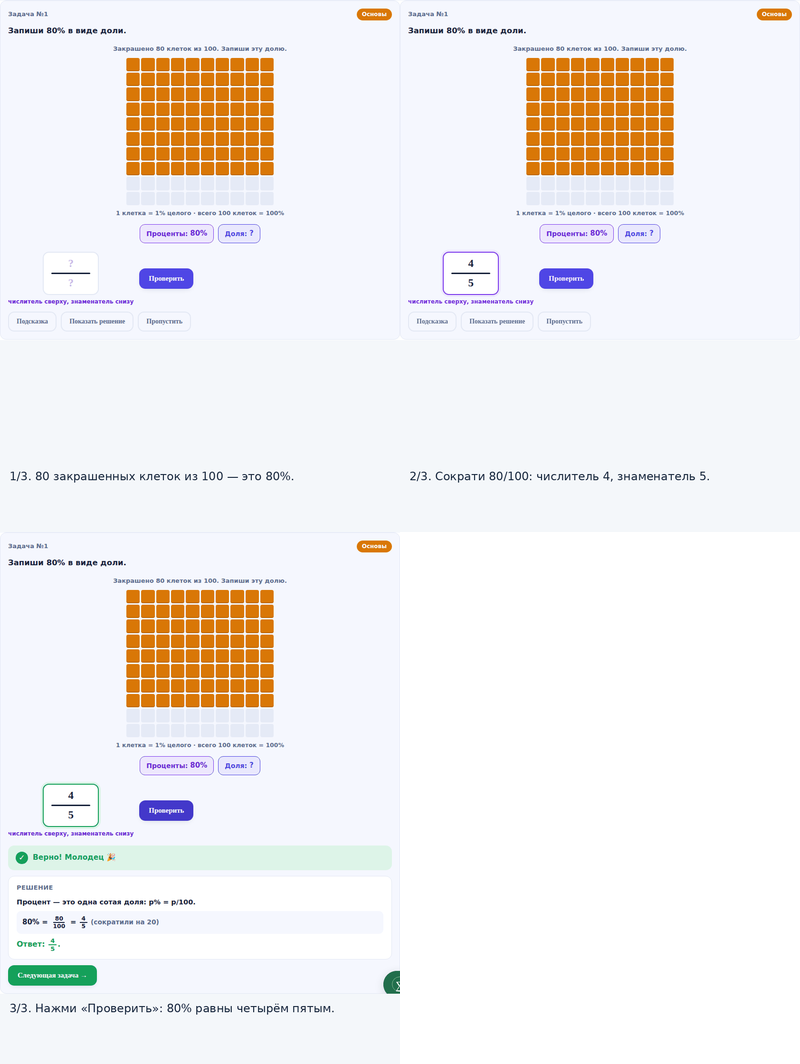 Задача №1
Основы
Запиши 80% в виде доли.
Закрашено 80 клеток из 100. Запиши эту долю.
1 клетка = 1% целого · всего 100 клеток = 100%
Проценты: 80%
Доля: ?
?
?
Проверить
числитель сверху, знаменатель снизу
Подсказка
Показать решение
Пропустить
1/3. 80 закрашенных клеток из 100 — это 80%.
Задача №1
Основы
Запиши 80% в виде доли.
Закрашено 80 клеток из 100. Запиши эту долю.
1 клетка = 1% целого · всего 100 клеток = 100%
Проценты: 80%
Доля: ?
4
5
Проверить
числитель сверху, знаменатель снизу
Подсказка
Показать решение
Пропустить
2/3. Сократи 80/100: числитель 4, знаменатель 5.
Задача №1
Основы
Запиши 80% в виде доли.
Закрашено 80 клеток из 100. Запиши эту долю.
1 клетка = 1% целого · всего 100 клеток = 100%
Проценты: 80%
Доля: ?
4
5
Проверить
числитель сверху, знаменатель снизу
✓ Верно! Молодец 🎉
РЕШЕНИЕ
Процент — это одна сотая доля: p% = p/100.
80% = 80/100 = 4/5 (сократили на 20)
Ответ: 4/5.
Следующая задача →
3/3. Нажми «Проверить»: 80% равны четырём пятым.